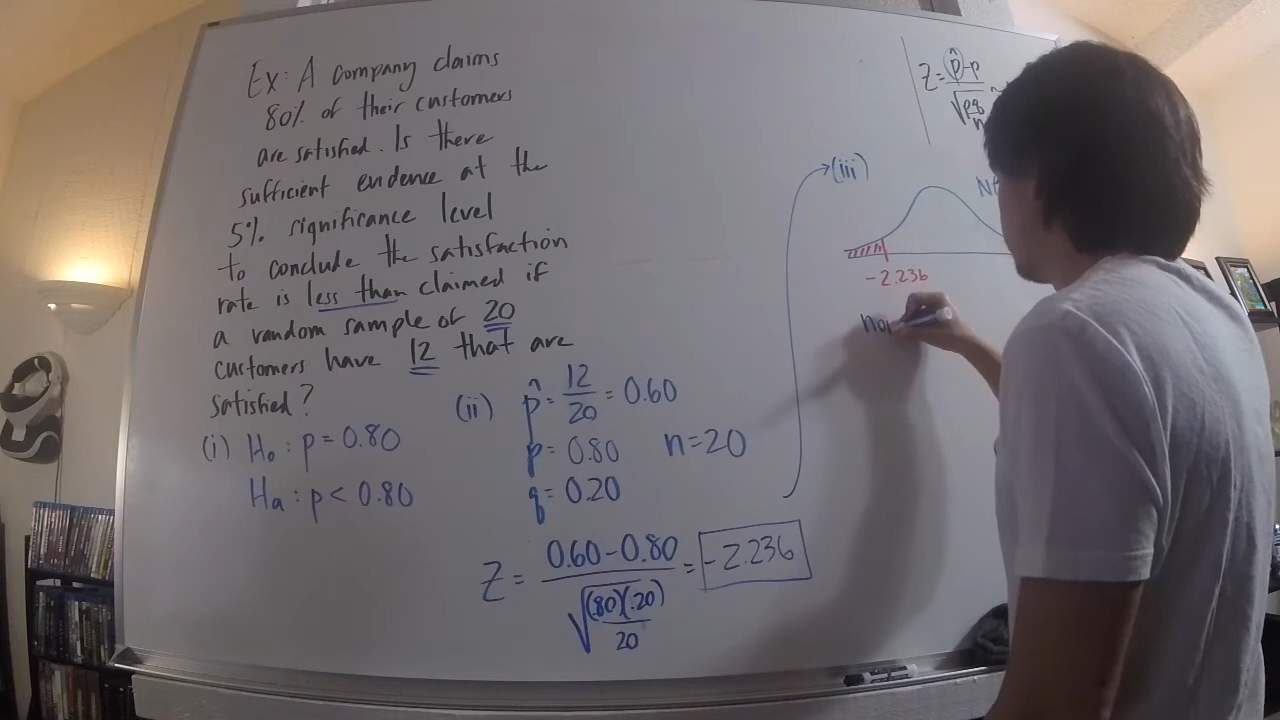 Ex: A company claims
80% of their customers
are satisfied. Is there
sufficient evidence at the
5% significance level
to conclude the satisfaction
rate is less than claimed if
a random sample of 20
customers have 12 that are
satisfied?
(i) H₀: p = 0.80
Ha: p < 0.80
(ii) p̂ = 12/20 = 0.60
p = 0.80 n = 20
q = 0.20
Z = (0.60 - 0.80)/√((80)(.20)/20) = -2.236
Z = (p̂ - p)/√(pq/n)
(iii)
-2.236
nor